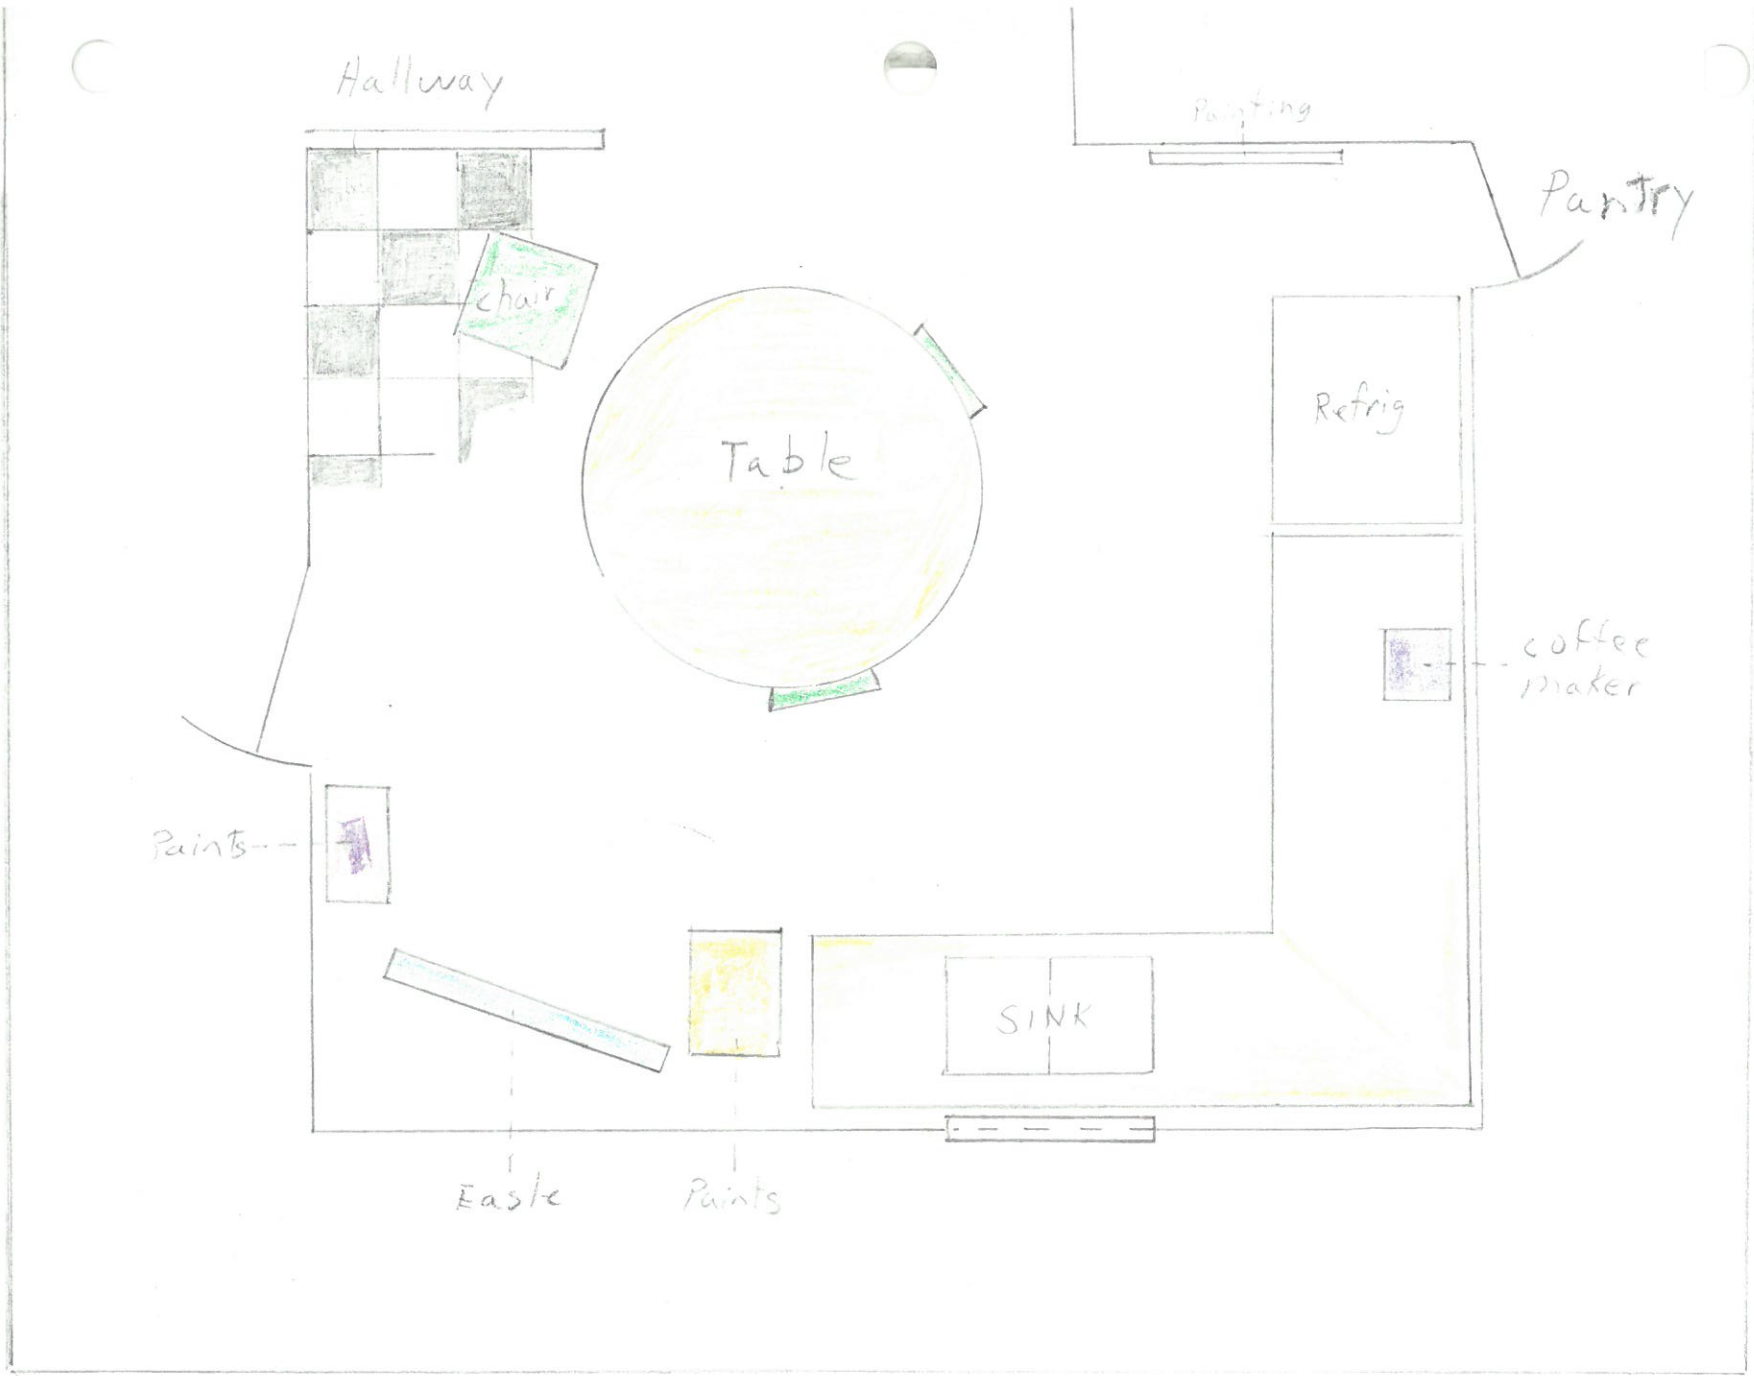 Hallway
Painting
Pantry
chair
Refrig
Table
coffee
maker
Paints
SINK
Easle
Paints